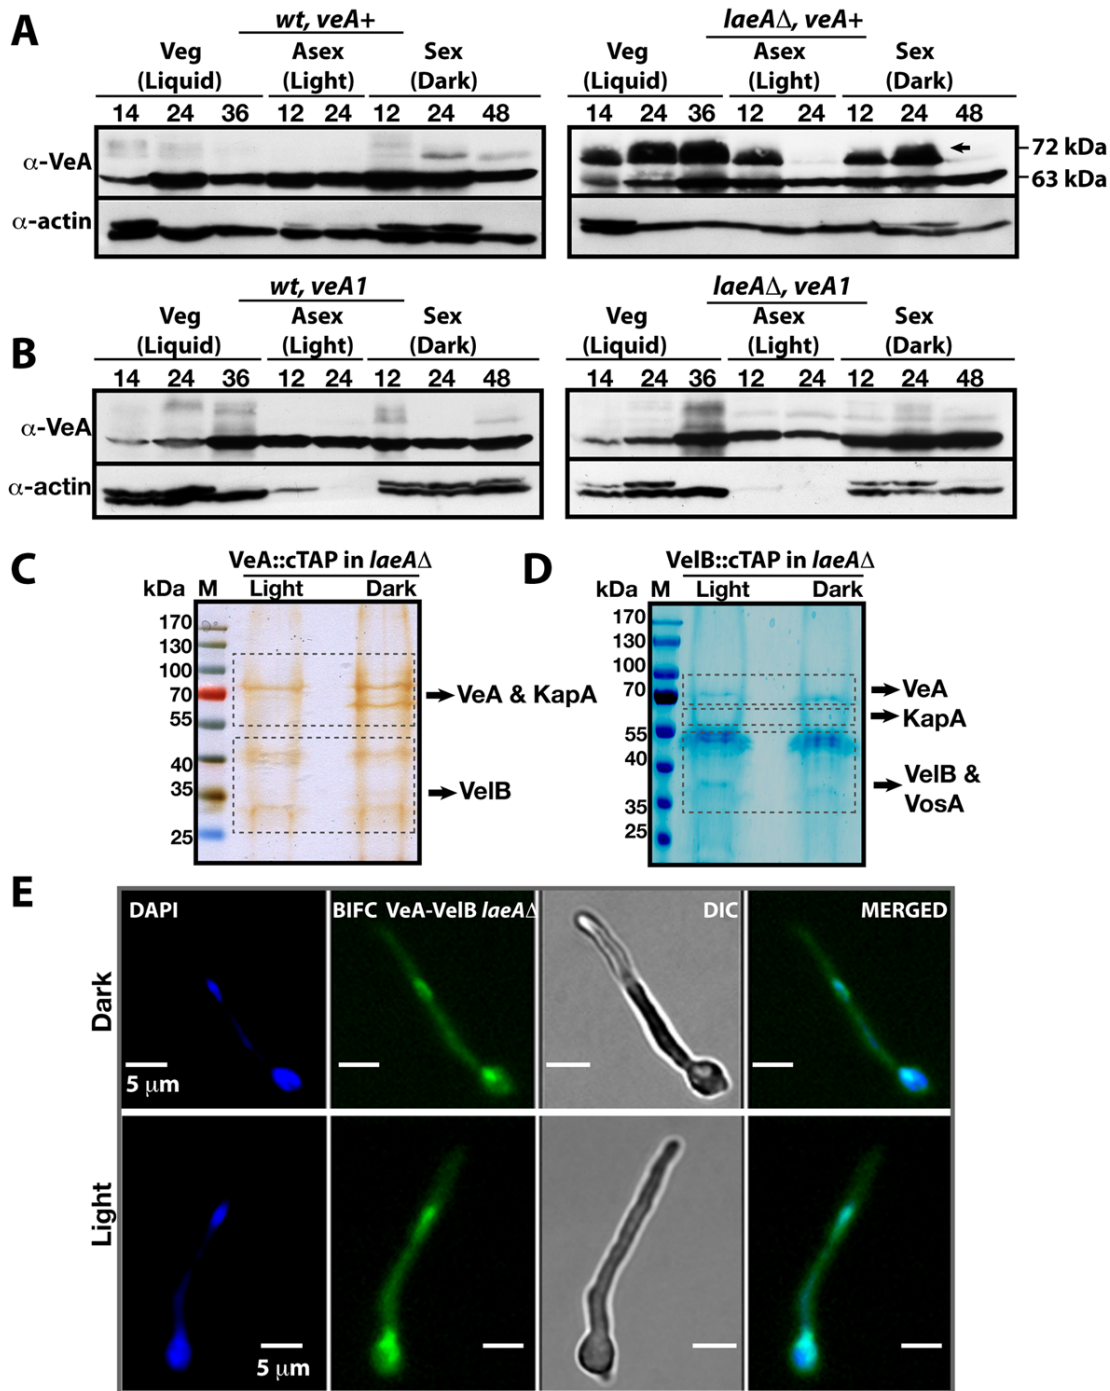 A
wt, veA+
laeAΔ, veA+
Veg (Liquid) Asex (Light) Sex (Dark)
Veg (Liquid) Asex (Light) Sex (Dark)
14 24 36 12 24 12 24 48
14 24 36 12 24 12 24 48
α-VeA
72 kDa
63 kDa
α-actin
B
wt, veA1
laeAΔ, veA1
Veg (Liquid) Asex (Light) Sex (Dark)
Veg (Liquid) Asex (Light) Sex (Dark)
14 24 36 12 24 12 24 48
14 24 36 12 24 12 24 48
α-VeA
α-actin
C
VeA::cTAP in laeAΔ
kDa M Light Dark
170
130
100
70
55
40
35
25
VeA & KapA
VelB
D
VelB::cTAP in laeAΔ
kDa M Light Dark
170
130
100
70
55
40
35
25
VeA
KapA
VelB &
VosA
E
DAPI
BIFC VeA-VelB laeAΔ
DIC
MERGED
Dark
5 μm
Light
5 μm